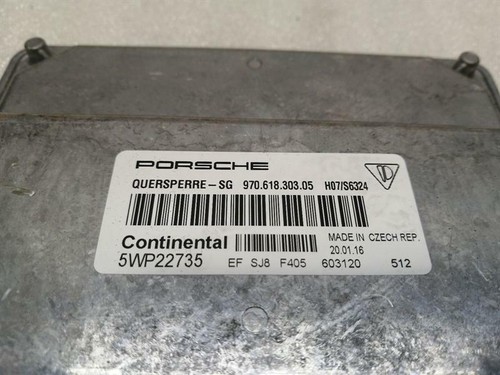 PORSCHE
QUERSPERRE-SG 970.618.303.05 H07/S6324
Continental MADE IN CZECH REP.
20.01.16
5WP22735 EF SJ8 F405 603120 512